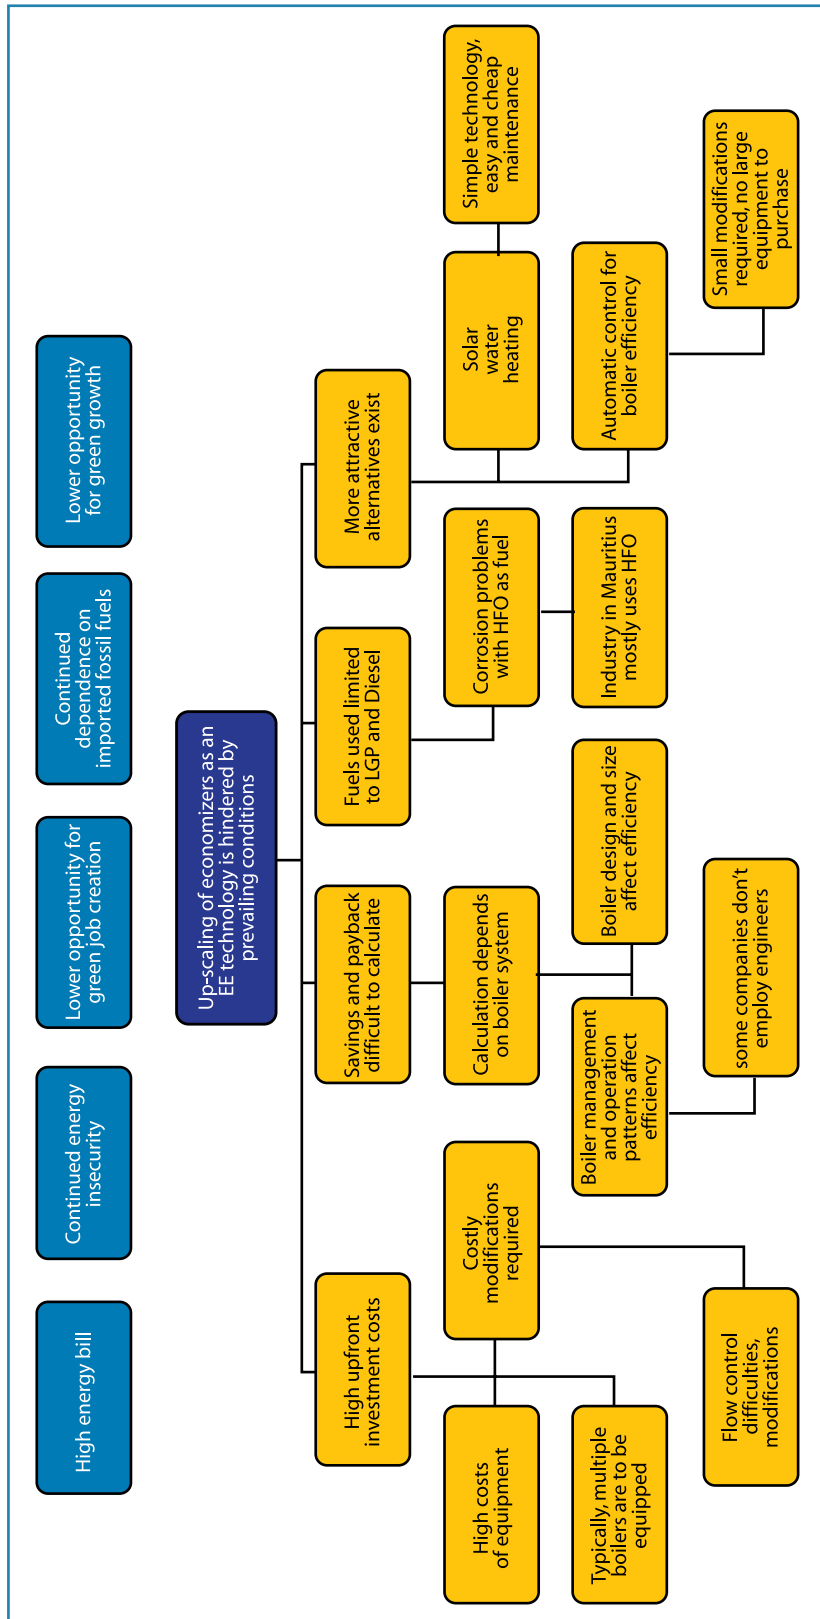 High energy bill
Continued energy
insecurity
Lower opportunity for
green job creation
Continued
dependence on
imported fossil fuels
Lower opportunity
for green growth
Up-scaling of economizers as an
EE technology is hindered by
prevailing conditions
High upfront
investment costs
Savings and payback
difficult to calculate
Fuels used limited
to LGP and Diesel
More attractive
alternatives exist
High costs
of equipment
Costly
modifications
required
Calculation depends
on boiler system
Corrosion problems
with HFO as fuel
Solar
water
heating
Simple technology,
easy and cheap
maintenance
Typically, multiple
boilers are to be
equipped
Boiler management
and operation
patterns affect
efficiency
Boiler design and size
affect efficiency
Industry in Mauritius
mostly uses HFO
Automatic control for
boiler efficiency
Flow control
difficulties,
modifications
some companies don't
employ engineers
Small modifications
required, no large
equipment to
purchase